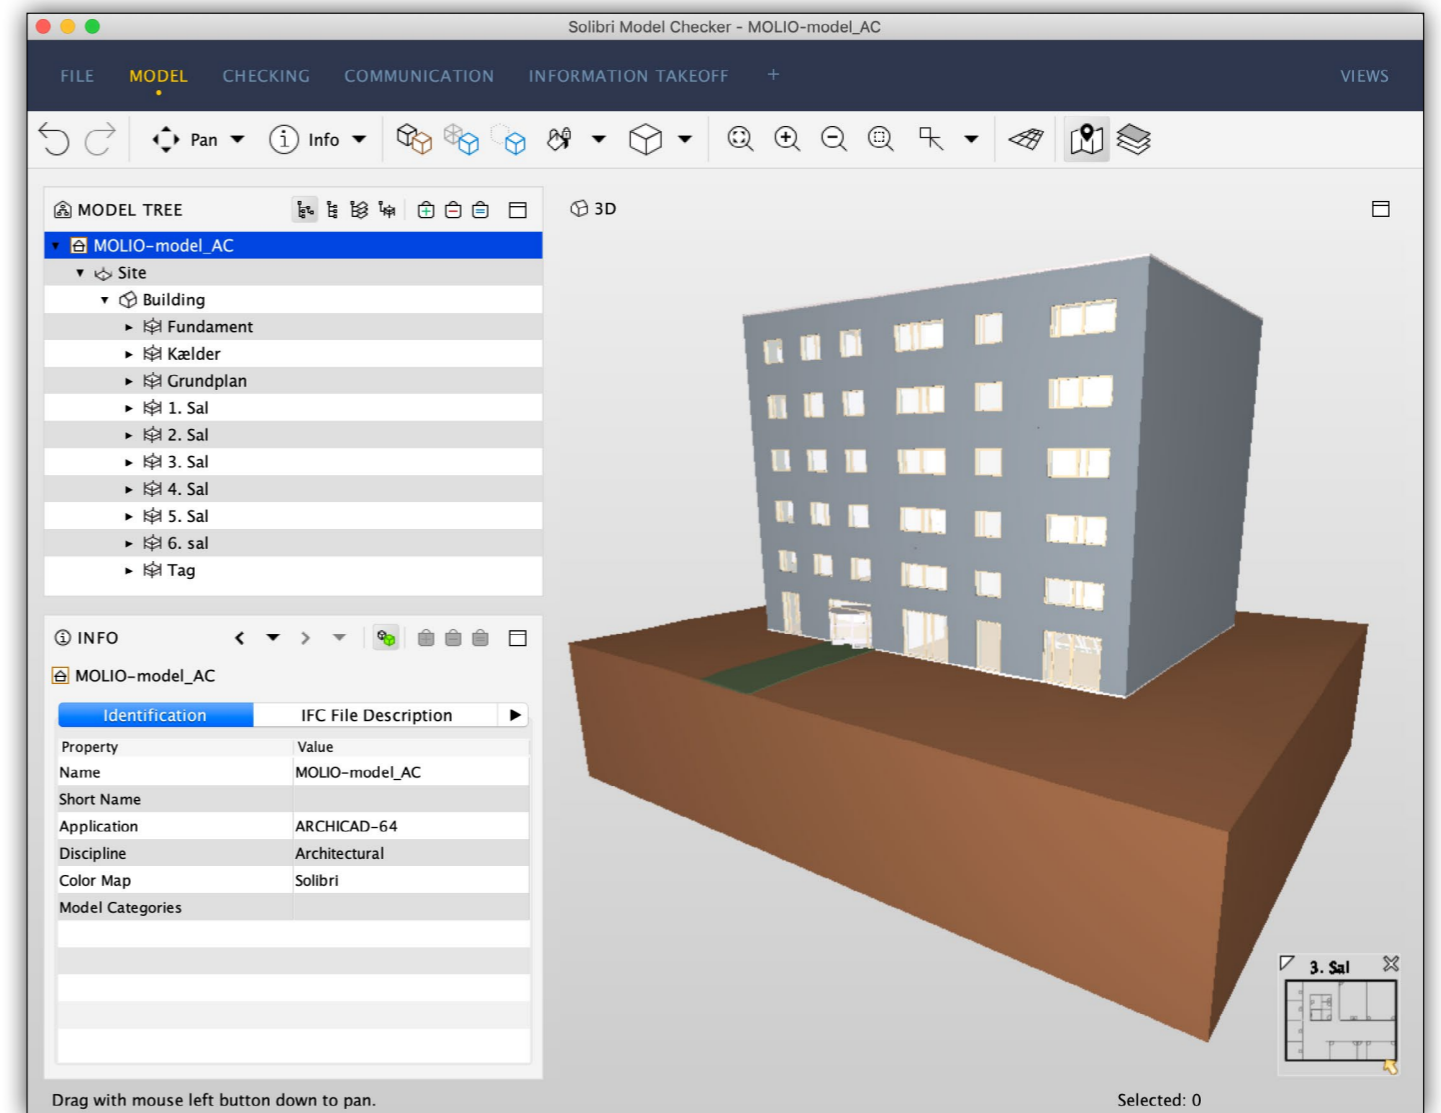 Solibri Model Checker - MOLIO-model_AC
FILE MODEL CHECKING COMMUNICATION INFORMATION TAKEOFF + VIEWS
Pan Info
MODEL TREE
MOLIO-model_AC
Site
Building
Fundament
Kælder
Grundplan
1. Sal
2. Sal
3. Sal
4. Sal
5. Sal
6. sal
Tag
INFO
MOLIO-model_AC
Identification IFC File Description
Property Value
Name MOLIO-model_AC
Short Name
Application ARCHICAD-64
Discipline Architectural
Color Map Solibri
Model Categories
3D
3. Sal
Drag with mouse left button down to pan. Selected: 0